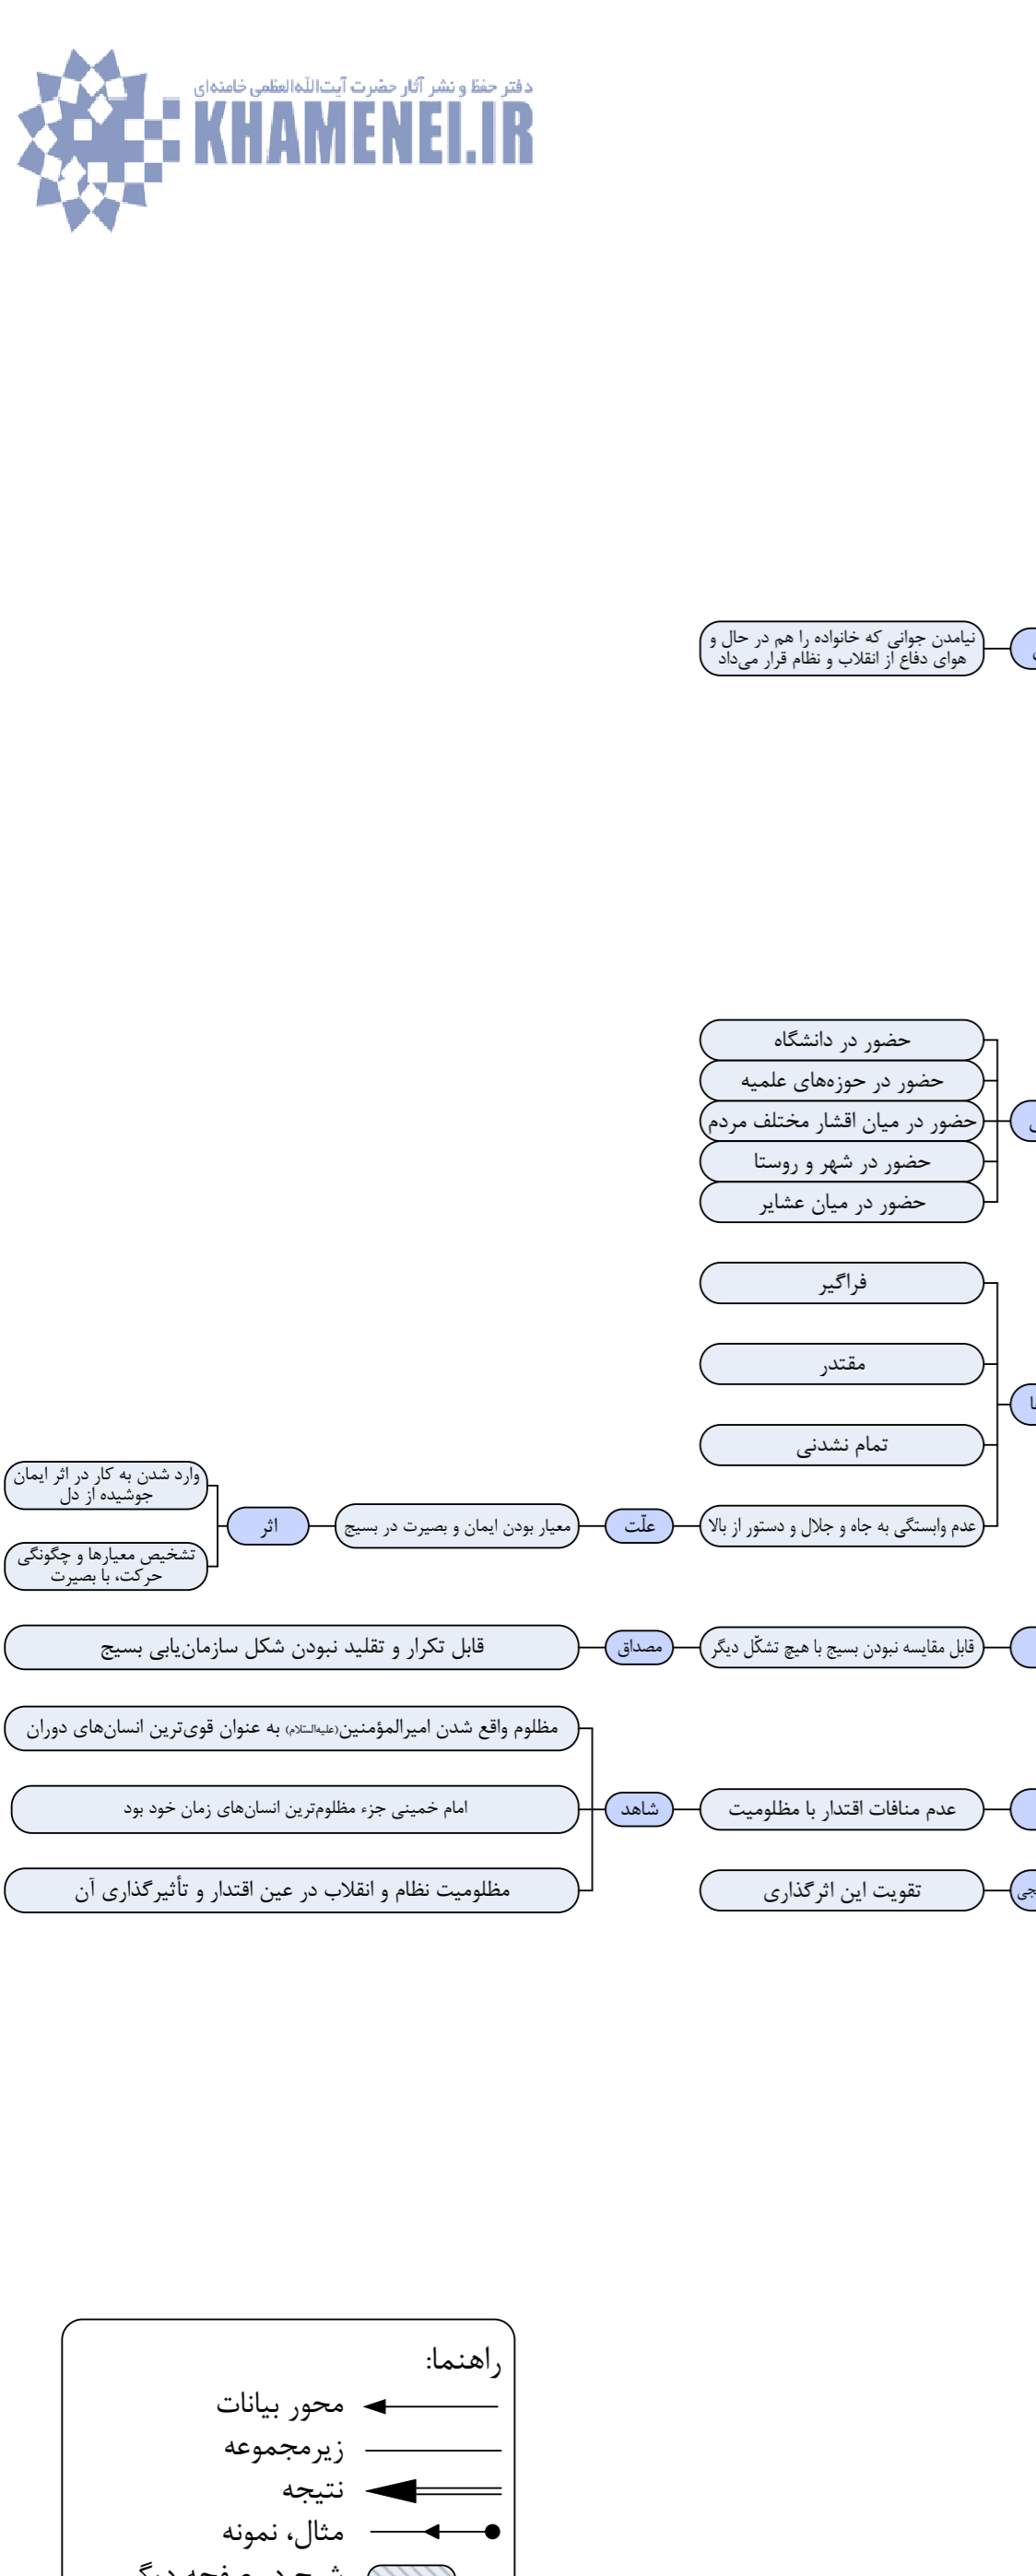 دفتر حفظ و نشر آثار حضرت آیت‌اللّه‌العظمی خامنه‌ای
KHAMENEI.IR
نیامدن جوانی که خانواده را هم در حال و
هوای دفاع از انقلاب و نظام قرار می‌داد
حضور در دانشگاه
حضور در حوزه‌های علمیه
حضور در میان اقشار مختلف مردم
حضور در شهر و روستا
حضور در میان عشایر
فراگیر
مقتدر
تمام نشدنی
عدم وابستگی به جاه و جلال و دستور از بالا
علّت
معیار بودن ایمان و بصیرت در بسیج
اثر
وارد شدن به کار در اثر ایمان
جوشیده از دل
تشخیص معیارها و چگونگی
حرکت، با بصیرت
قابل مقایسه نبودن بسیج با هیچ تشکّل دیگر
مصداق
قابل تکرار و تقلید نبودن شکل سازمان‌یابی بسیج
عدم منافات اقتدار با مظلومیت
شاهد
مظلوم واقع شدن امیرالمؤمنین(علیه‌السّلام) به عنوان قوی‌ترین انسان‌های دوران
امام خمینی جزء مظلوم‌ترین انسان‌های زمان خود بود
مظلومیت نظام و انقلاب در عین اقتدار و تأثیرگذاری آن
تقویت این اثرگذاری
راهنما:
محور بیانات
زیرمجموعه
نتیجه
مثال، نمونه